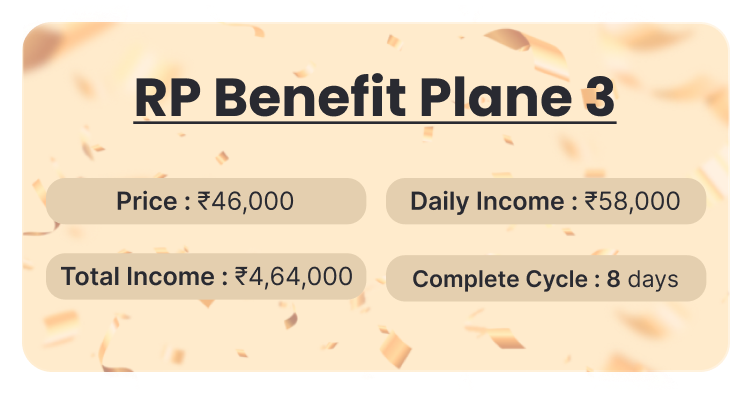 RP Benefit Plane 3
Price : ₹46,000
Daily Income : ₹58,000
Total Income : ₹4,64,000
Complete Cycle : 8 days